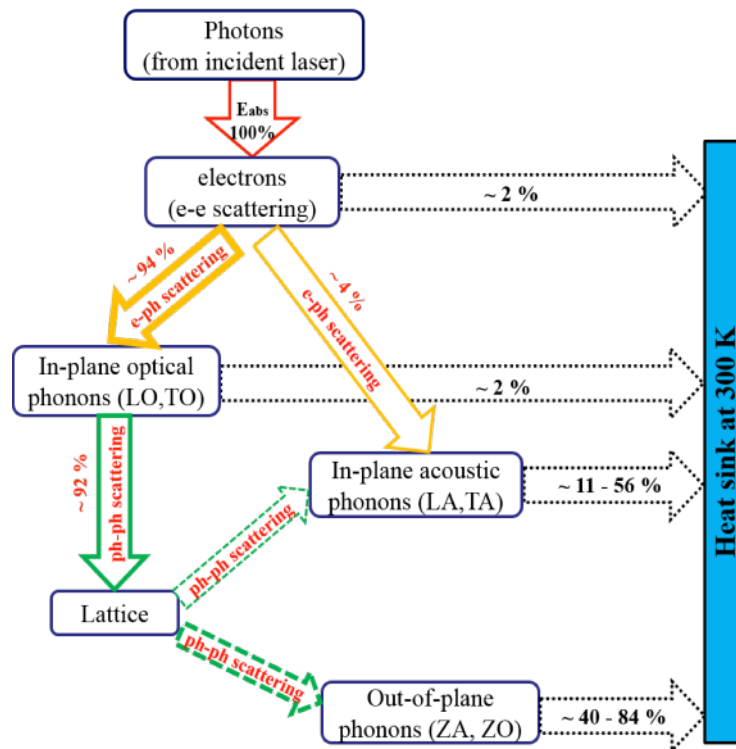 Photons
(from incident laser)
Eabs
100%
electrons
(e-e scattering)
~ 2 %
~ 94 %
e-ph scattering
~ 4 %
e-ph scattering
In-plane optical
phonons (LO,TO)
~ 2 %
~ 92 %
ph-ph scattering
In-plane acoustic
phonons (LA,TA)
~ 11 - 56 %
ph-ph scattering
Lattice
ph-ph scattering
Out-of-plane
phonons (ZA, ZO)
~ 40 - 84 %
Heat sink at 300 K